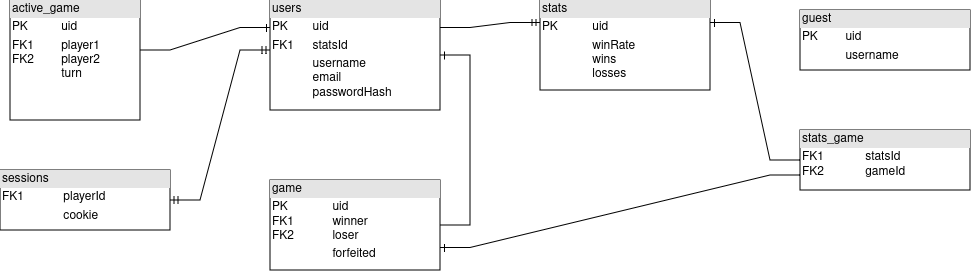 active_game
PK uid
FK1 player1
FK2 player2
turn
users
PK uid
FK1 statsId
username
email
passwordHash
stats
PK uid
winRate
wins
losses
guest
PK uid
username
stats_game
FK1 statsId
FK2 gameId
sessions
FK1 playerId
cookie
game
PK uid
FK1 winner
FK2 loser
forfeited